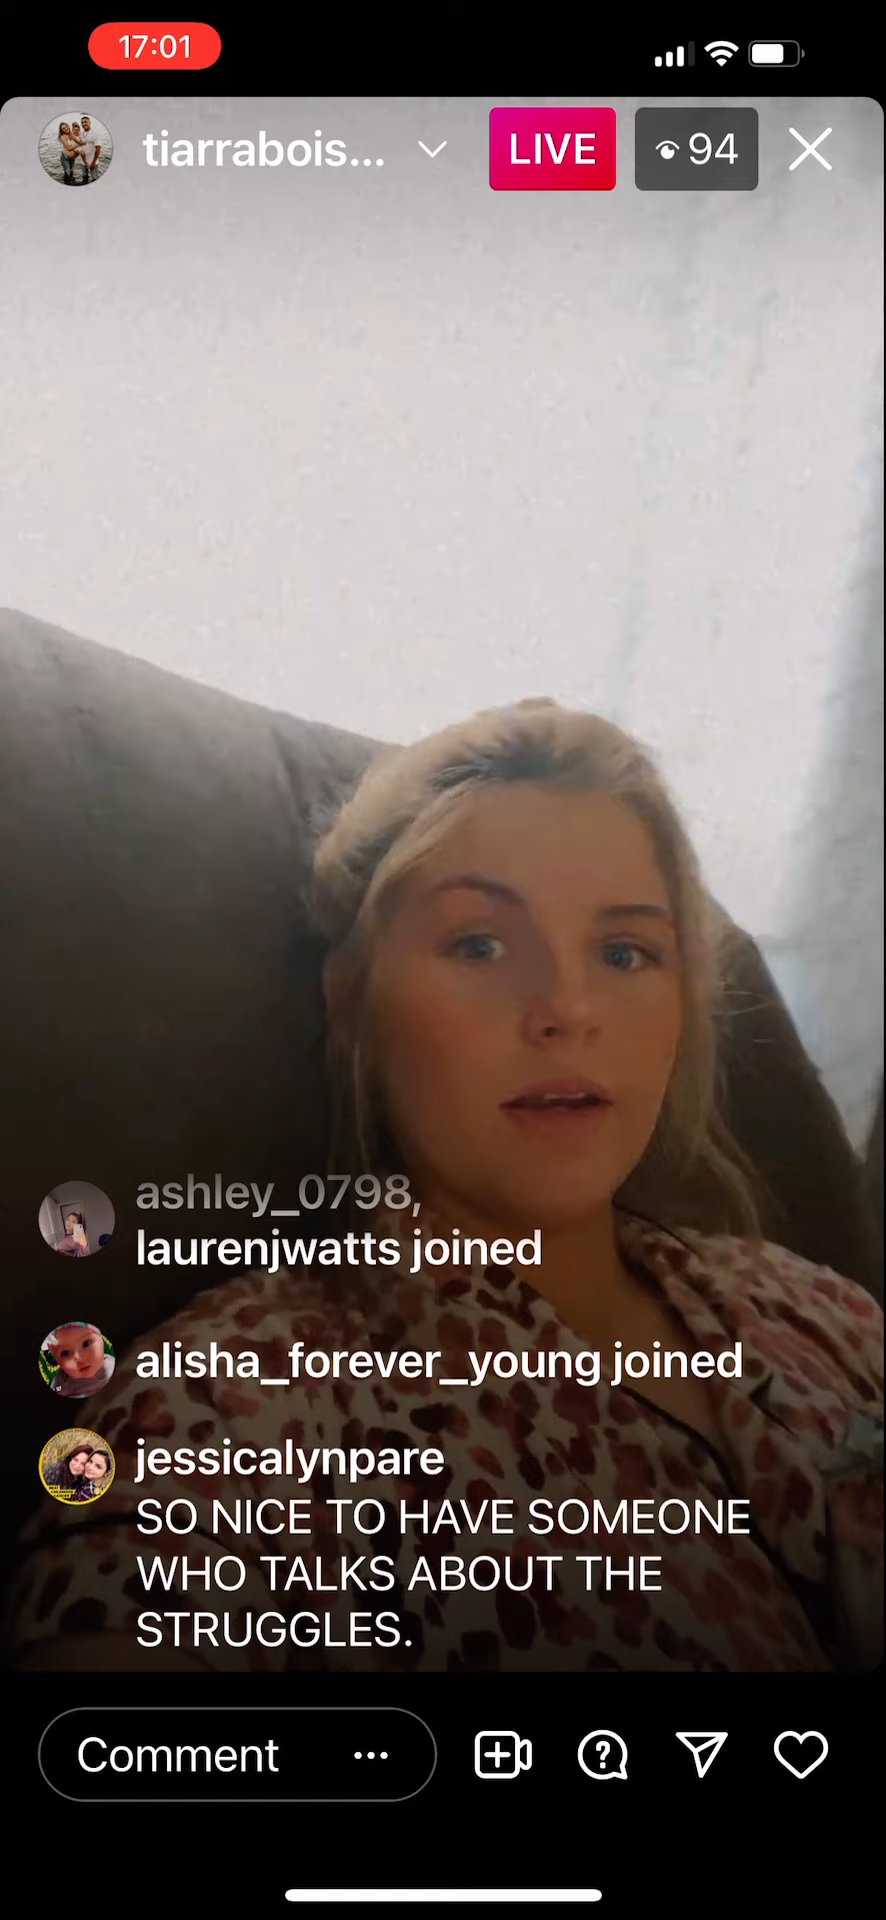 17:01
tiarrabois...
LIVE
94
ashley_0798,
laurenjwatts joined
alisha_forever_young joined
jessicalynpare
SO NICE TO HAVE SOMEONE
WHO TALKS ABOUT THE
STRUGGLES.
Comment